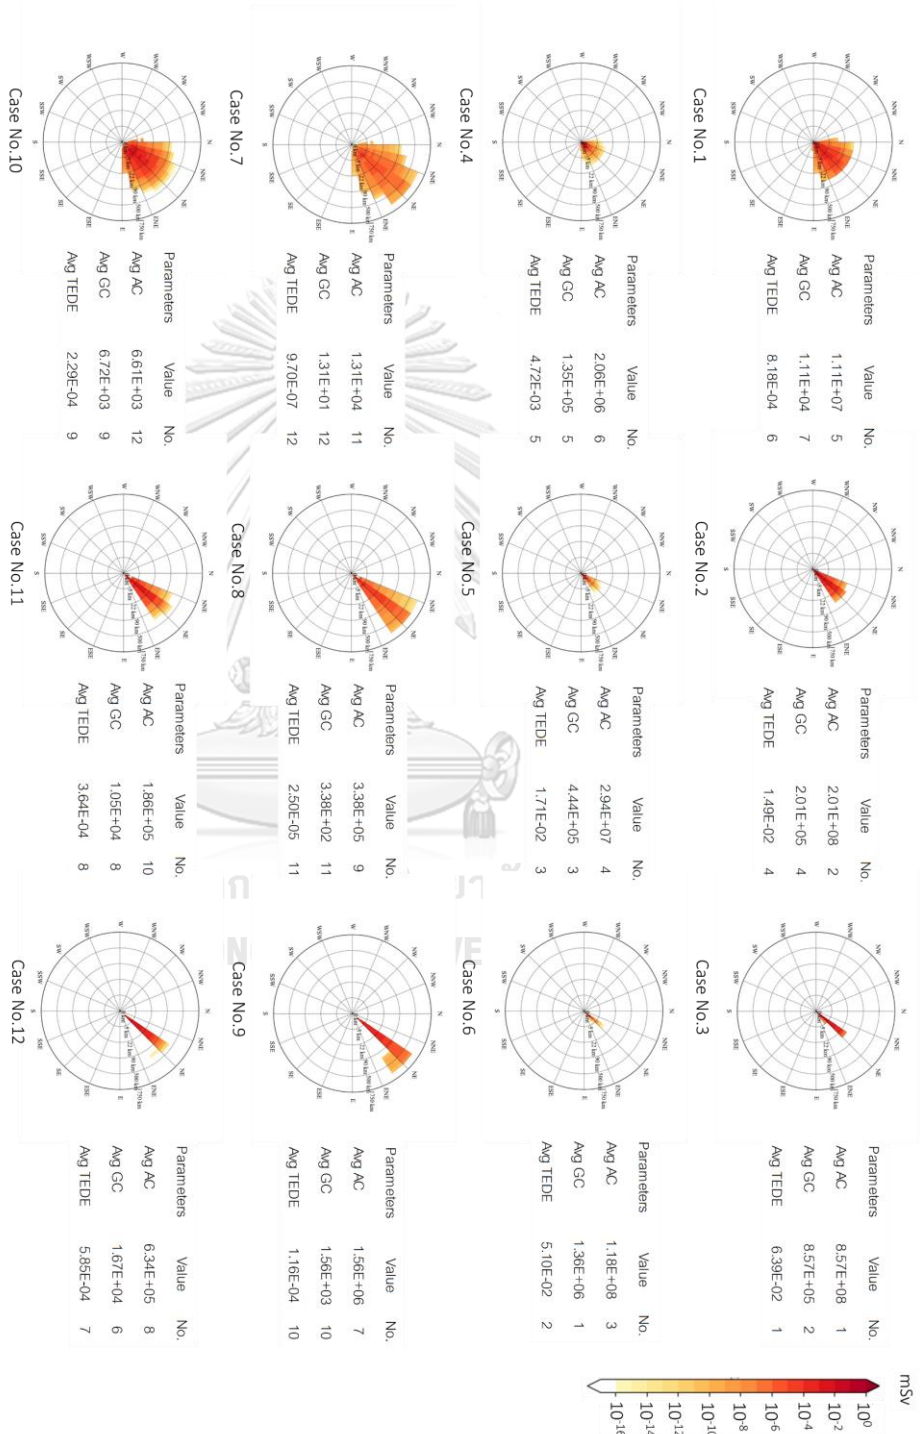 mSv
10⁰
10⁻²
10⁻⁴
10⁻⁶
10⁻⁸
10⁻¹⁰
10⁻¹²
10⁻¹⁴
10⁻¹⁶
N
NNE
NE
ENE
E
ESE
SE
SSE
S
SSW
SW
WSW
W
WNW
NW
NNW
Case No.1
Parameters Value No.
Avg AC 1.11E+07 5
Avg GC 1.11E+04 7
Avg TEDE 8.18E-04 6
Case No.2
Parameters Value No.
Avg AC 2.01E+08 2
Avg GC 2.01E+05 4
Avg TEDE 1.49E-02 4
Case No.3
Parameters Value No.
Avg AC 8.57E+08 1
Avg GC 8.57E+05 2
Avg TEDE 6.39E-02 1
Case No.4
Parameters Value No.
Avg AC 2.06E+06 6
Avg GC 1.35E+05 5
Avg TEDE 4.72E-03 5
Case No.5
Parameters Value No.
Avg AC 2.94E+07 4
Avg GC 4.44E+05 3
Avg TEDE 1.71E-02 3
Case No.6
Parameters Value No.
Avg AC 1.18E+08 3
Avg GC 1.36E+06 1
Avg TEDE 5.10E-02 2
Case No.7
Parameters Value No.
Avg AC 1.31E+04 11
Avg GC 1.31E+01 12
Avg TEDE 9.70E-07 12
Case No.8
Parameters Value No.
Avg AC 3.38E+05 9
Avg GC 3.38E+02 11
Avg TEDE 2.50E-05 11
Case No.9
Parameters Value No.
Avg AC 1.56E+06 7
Avg GC 1.56E+03 10
Avg TEDE 1.16E-04 10
Case No.10
Parameters Value No.
Avg AC 6.61E+03 12
Avg GC 6.72E+03 9
Avg TEDE 2.29E-04 9
Case No.11
Parameters Value No.
Avg AC 1.86E+05 10
Avg GC 1.05E+04 8
Avg TEDE 3.64E-04 8
Case No.12
Parameters Value No.
Avg AC 6.34E+05 8
Avg GC 1.67E+04 6
Avg TEDE 5.85E-04 7